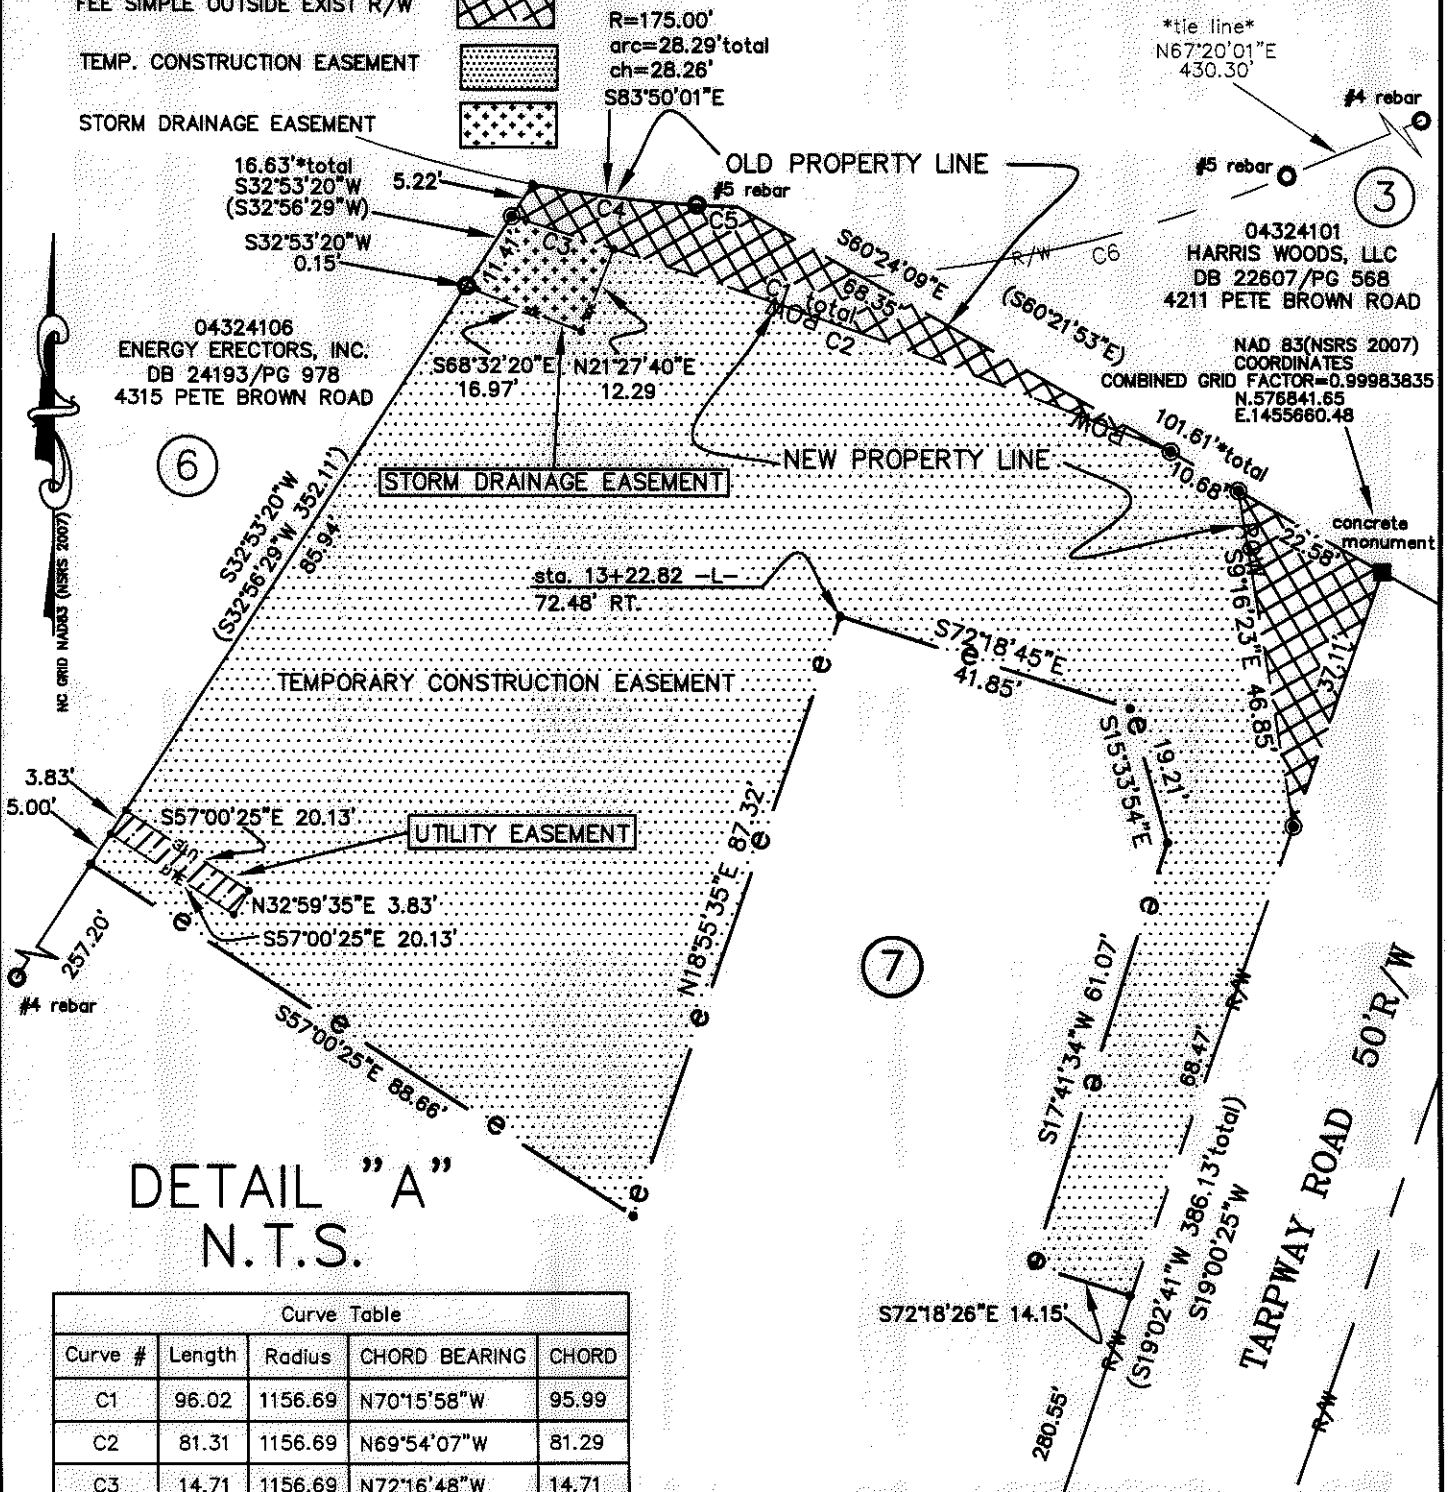 FEE SIMPLE OUTSIDE EXIST R/W
TEMP. CONSTRUCTION EASEMENT
STORM DRAINAGE EASEMENT
R=175.00'
arc=28.29'total
ch=28.26'
S83°50'01"E
*tie line*
N67°20'01"E
430.30'
#4 rebar
#5 rebar
3
16.63'*total
S32°53'20"W
(S32°56'29"W)
5.22'
S32°53'20"W
0.15'
11.41'
OLD PROPERTY LINE
#5 rebar
C4
C5
C3
S60°24'09"E
68.35'
(S60°21'53"E)
R/W
C6
C1
total
ROW
C2
ROW
04324101
HARRIS WOODS, LLC
DB 22607/PG 568
4211 PETE BROWN ROAD
NAD 83(NSRS 2007)
COORDINATES
COMBINED GRID FACTOR=0.99983835
N.576841.65
E.1455660.48
04324106
ENERGY ERECTORS, INC.
DB 24193/PG 978
4315 PETE BROWN ROAD
6
S68°32'20"E
16.97'
N21°27'40"E
12.29
STORM DRAINAGE EASEMENT
NEW PROPERTY LINE
101.61'*total
10.68'
22.58'
concrete
monument
ROW
S9°16'23"E 46.85'
37.11'
NC GRID NAD83 (NSRS 2007)
S32°53'20"W
(S32°56'29"W 352.11')
85.94'
sta. 13+22.82 -L-
72.48' RT.
S72°18'45"E
e
41.85'
TEMPORARY CONSTRUCTION EASEMENT
e
e
S15°33'54"E
19.21'
3.83'
5.00'
S57°00'25"E 20.13'
UTILITY EASEMENT
N32°59'35"E 3.83'
S57°00'25"E 20.13'
257.20'
#4 rebar
e
e
S57°00'25"E 88.66'
e
e
N18°55'35"E 87.32'
e
e
7
e
S17°41'34"W 61.07'
e
e
R/W
68.47'
R/W
S72°18'26"E 14.15'
(S19°02'41"W 386.13'total)
S19°00'25"W
280.55'
TARPWAY ROAD 50'R/W
R/W
DETAIL "A"
N.T.S.
Curve Table
Curve # Length Radius CHORD BEARING CHORD
C1 96.02 1156.69 N70°15'58"W 95.99
C2 81.31 1156.69 N69°54'07"W 81.29
C3 14.71 1156.69 N72°16'48"W 14.71